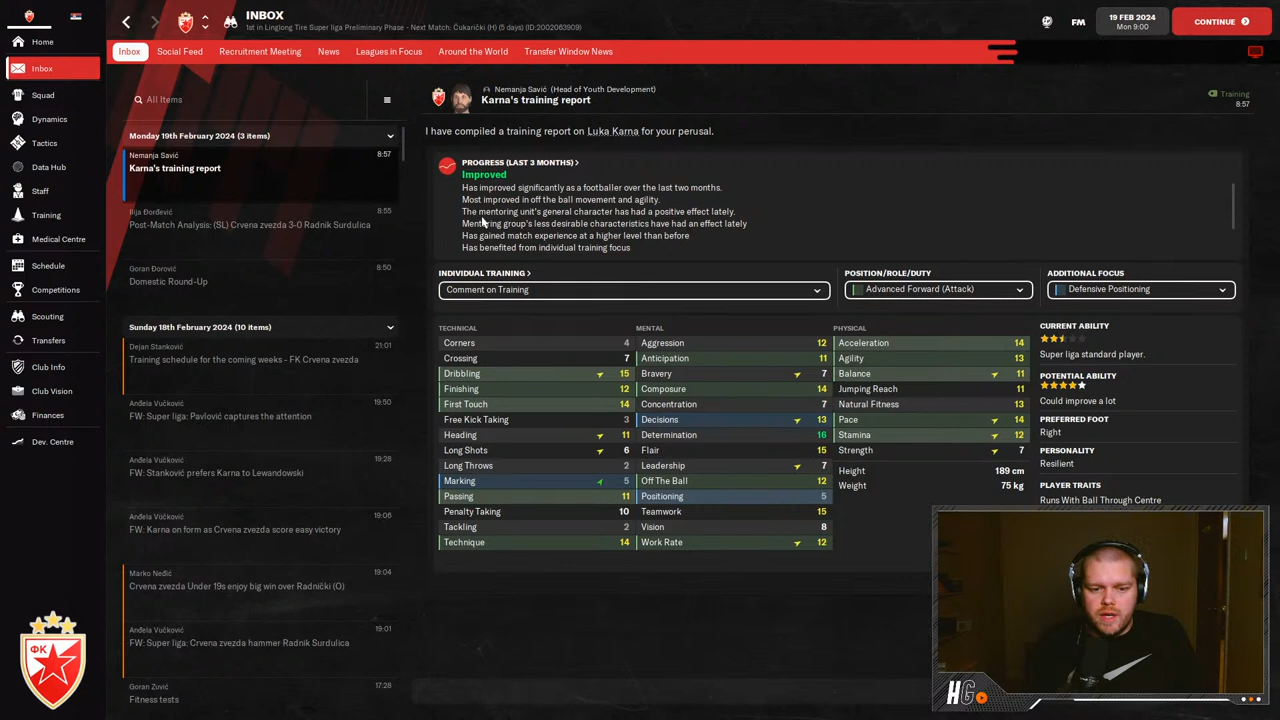 INBOX
1st in Linglong Tire Super liga Preliminary Phase - Next Match: Čukarički (H) (5 days) (ID:2002083909)
FM
19 FEB 2024
Mon 9:00
CONTINUE
Home
Inbox
Squad
Dynamics
Tactics
Data Hub
Staff
Training
Medical Centre
Schedule
Competitions
Scouting
Transfers
Club Info
Club Vision
Finances
Dev. Centre
ФК
Inbox Social Feed Recruitment Meeting News Leagues in Focus Around the World Transfer Window News
All Items
Monday 19th February 2024 (3 items)
Nemanja Savić 8:57
Karna's training report
Ilija Đorđević 8:55
Post-Match Analysis: (SL) Crvena zvezda 3-0 Radnik Surdulica
Goran Đorović 8:50
Domestic Round-Up
Sunday 18th February 2024 (10 items)
Dejan Stanković 21:01
Training schedule for the coming weeks - FK Crvena zvezda
Anđela Vučković 19:50
FW: Super liga: Pavlović captures the attention
Anđela Vučković 19:28
FW: Stanković prefers Karna to Lewandowski
Anđela Vučković 19:06
FW: Karna on form as Crvena zvezda score easy victory
Marko Neđić 19:04
Crvena zvezda Under 19s enjoy big win over Radnički (O)
Anđela Vučković 19:01
FW: Super liga: Crvena zvezda hammer Radnik Surdulica
Goran Zuvić 17:28
Fitness tests
Nemanja Savić (Head of Youth Development)
Karna's training report
Training
8:57
I have compiled a training report on Luka Karna for your perusal.
PROGRESS (LAST 3 MONTHS)
Improved
Has improved significantly as a footballer over the last two months.
Most improved in off the ball movement and agility.
The mentoring unit's general character has had a positive effect lately.
Mentoring group's less desirable characteristics have had an effect lately
Has gained match experience at a higher level than before
Has benefited from individual training focus
INDIVIDUAL TRAINING
Comment on Training
POSITION/ROLE/DUTY
Advanced Forward (Attack)
ADDITIONAL FOCUS
Defensive Positioning
TECHNICAL
Corners 4
Crossing 7
Dribbling 15
Finishing 12
First Touch 14
Free Kick Taking 3
Heading 11
Long Shots 6
Long Throws 2
Marking 5
Passing 11
Penalty Taking 10
Tackling 2
Technique 14
MENTAL
Aggression 12
Anticipation 11
Bravery 7
Composure 14
Concentration 7
Decisions 13
Determination 16
Flair 15
Leadership 7
Off The Ball 12
Positioning 5
Teamwork 15
Vision 8
Work Rate 12
PHYSICAL
Acceleration 14
Agility 13
Balance 11
Jumping Reach 11
Natural Fitness 13
Pace 14
Stamina 12
Strength 7
Height 189 cm
Weight 75 kg
CURRENT ABILITY
Super liga standard player.
POTENTIAL ABILITY
Could improve a lot
PREFERRED FOOT
Right
PERSONALITY
Resilient
PLAYER TRAITS
Runs With Ball Through Centre
HG